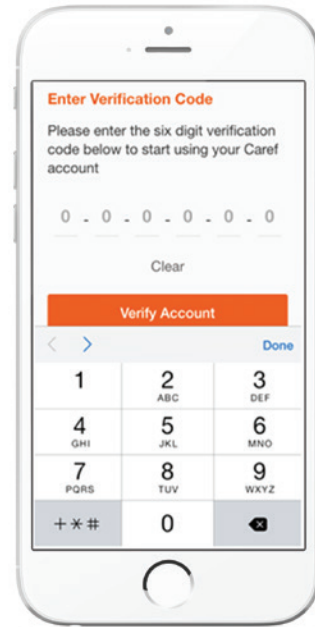 Enter Verification Code
Please enter the six digit verification
code below to start using your Caref
account
0 - 0 - 0 - 0 - 0 - 0
Clear
Verify Account
< > Done
1 2 3
ABC DEF
4 5 6
GHI JKL MNO
7 8 9
PQRS TUV WXYZ
+ * # 0